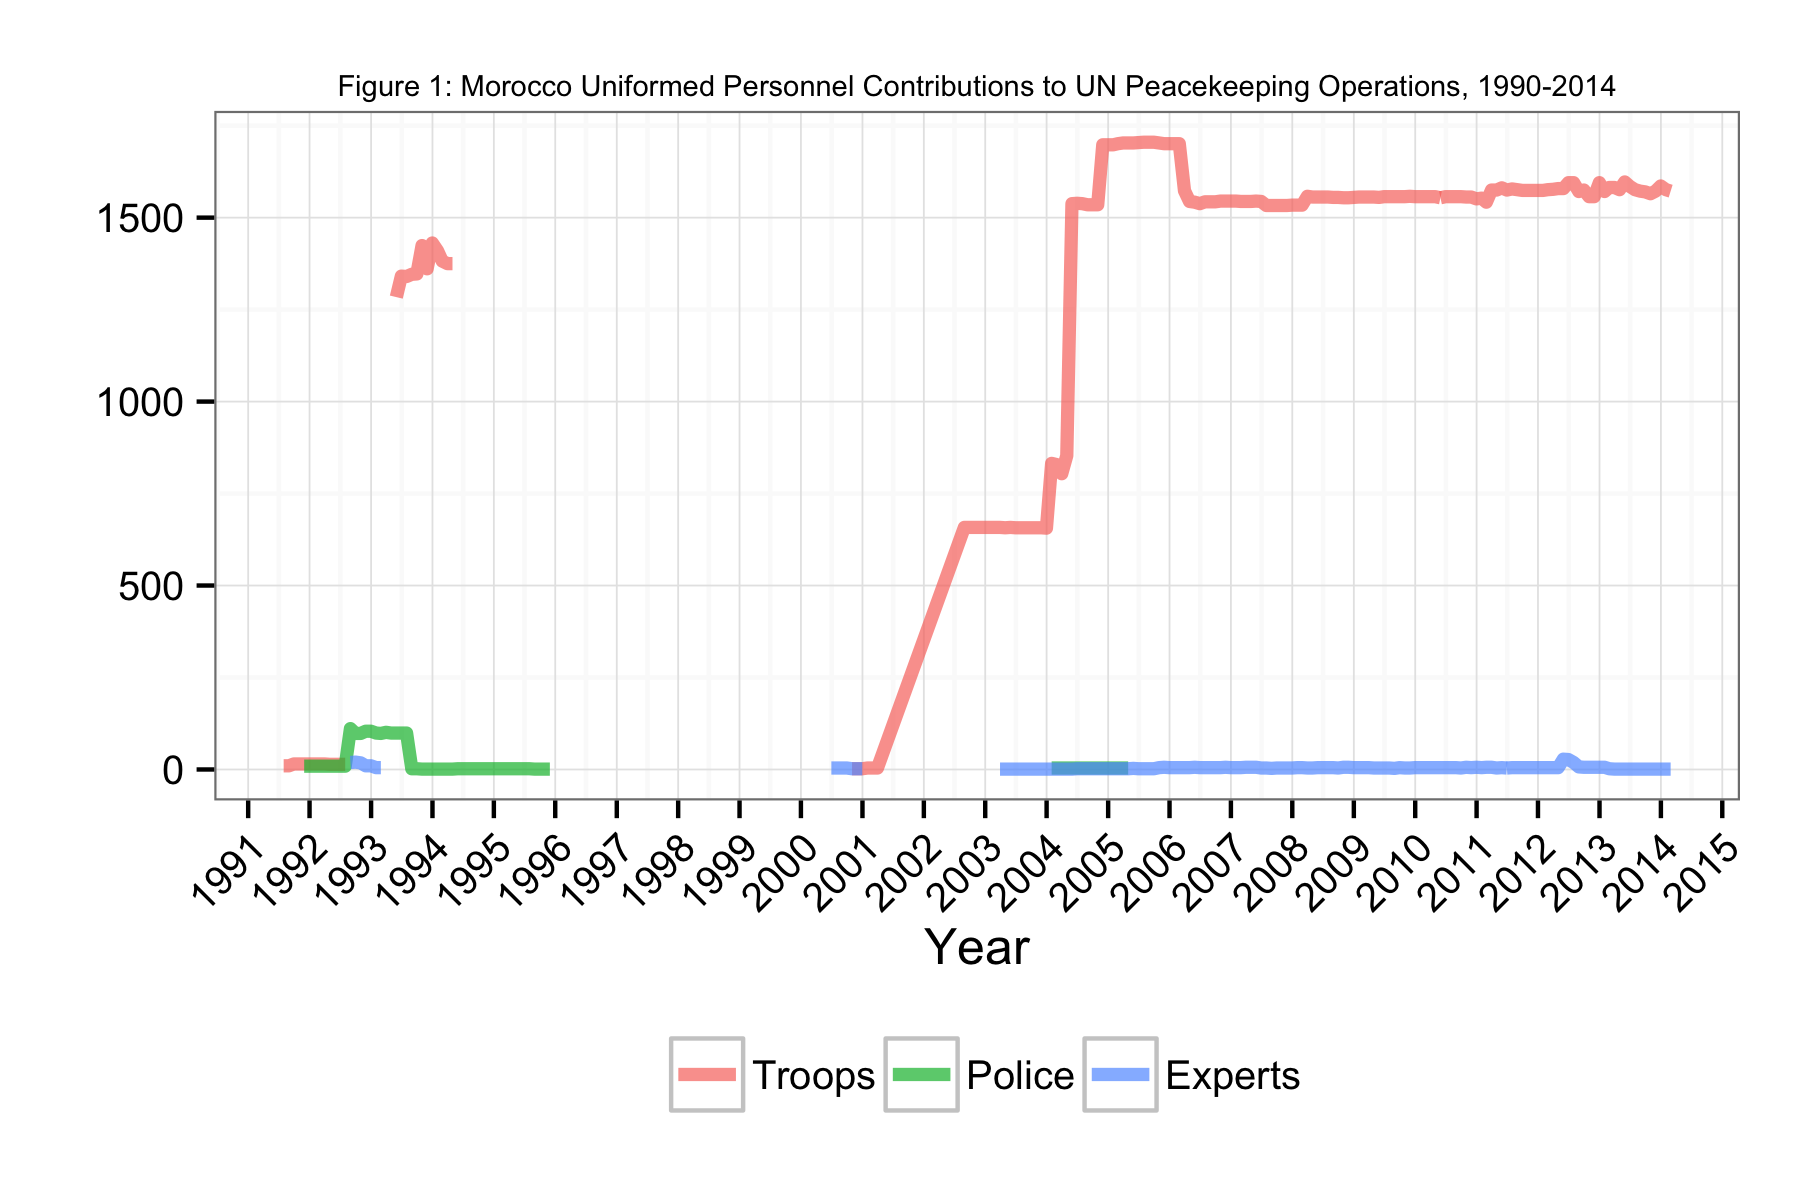 Figure 1: Morocco Uniformed Personnel Contributions to UN Peacekeeping Operations, 1990-2014
1500
1000
500
0
1991 1992 1993 1994 1995 1996 1997 1998 1999 2000 2001 2002 2003 2004 2005 2006 2007 2008 2009 2010 2011 2012 2013 2014 2015
Year
Troops Police Experts